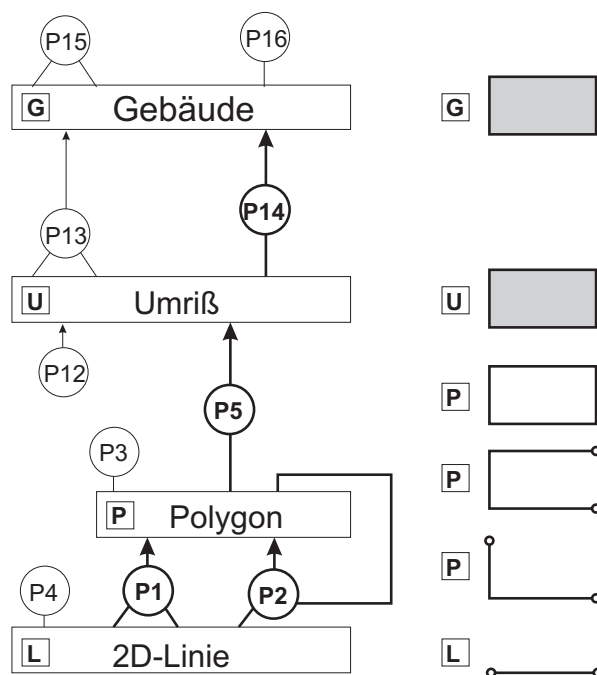 P15
P16
G Gebäude
G
P14
P13
U Umriß
U
P12
P
P5
P3
P
P Polygon
P
P1
P2
P4
L 2D-Linie
L